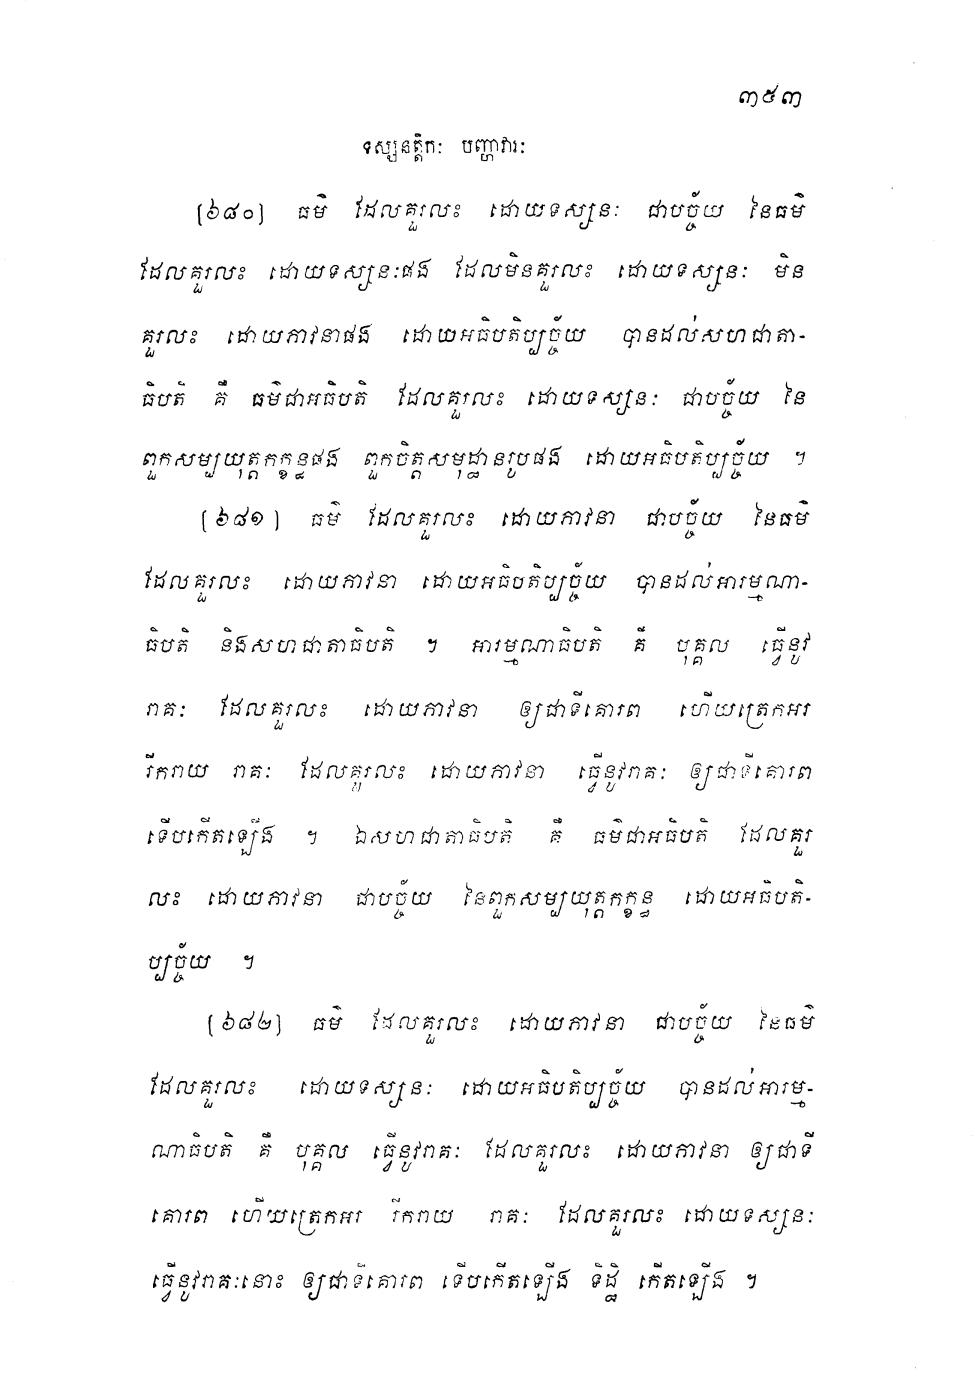 ៣៥៣
ទស្សនត្តិកៈ បញ្ហាវារៈ
(៦៨០) ធម៌ ដែលគួរលះ ដោយទស្សនៈ ជាបច្ច័យ នៃធម៌
ដែលគួរលះ ដោយទស្សនៈផង ដែលមិនគួរលះ ដោយទស្សនៈ មិន
គួរលះ ដោយភាវនាផង ដោយអធិបតិប្បច្ច័យ បានដល់សហជាតា-
ធិបតិ គឺ ធម៌ជាអធិបតិ ដែលគួរលះ ដោយទស្សនៈ ជាបច្ច័យ នៃ
ពួកសម្បយុត្តកក្ខន្ធផង ពួកចិត្តសមុដ្ឋានរូបផង ដោយអធិបតិប្បច្ច័យ ។
(៦៨១) ធម៌ ដែលគួរលះ ដោយភាវនា ជាបច្ច័យ នៃធម៌
ដែលគួរលះ ដោយភាវនា ដោយអធិបតិប្បច្ច័យ បានដល់អារម្មណា-
ធិបតិ និងសហជាតាធិបតិ ។ អារម្មណាធិបតិ គឺ បុគ្គល ធ្វើនូវ
រាគៈ ដែលគួរលះ ដោយភាវនា ឲ្យជាទីគោរព ហើយត្រេកអរ
រីករាយ រាគៈ ដែលគួរលះ ដោយភាវនា ធ្វើនូវរាគៈ ឲ្យជាទីគោរព
ទើបកើតឡើង ។ ឯសហជាតាធិបតិ គឺ ធម៌ជាអធិបតិ ដែលគួរ
លះ ដោយភាវនា ជាបច្ច័យ នៃពួកសម្បយុត្តកក្ខន្ធ ដោយអធិបតិ-
ប្បច្ច័យ ។
(៦៨២) ធម៌ ដែលគួរលះ ដោយភាវនា ជាបច្ច័យ នៃធម៌
ដែលគួរលះ ដោយទស្សនៈ ដោយអធិបតិប្បច្ច័យ បានដល់អារម្ម-
ណាធិបតិ គឺ បុគ្គល ធ្វើនូវរាគៈ ដែលគួរលះ ដោយភាវនា ឲ្យជាទី
គោរព ហើយត្រេកអរ រីករាយ រាគៈ ដែលគួរលះ ដោយទស្សនៈ
ធ្វើនូវរាគៈនោះ ឲ្យជាទីគោរព ទើបកើតឡើង ទិដ្ឋិ កើតឡើង ។